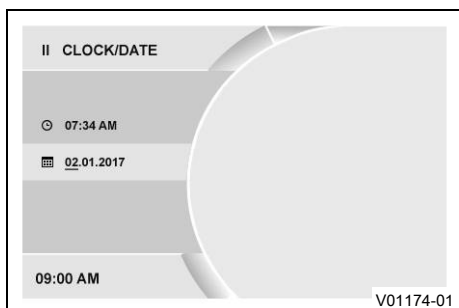 II CLOCK/DATE
07:34 AM
02.01.2017
09:00 AM
V01174-01